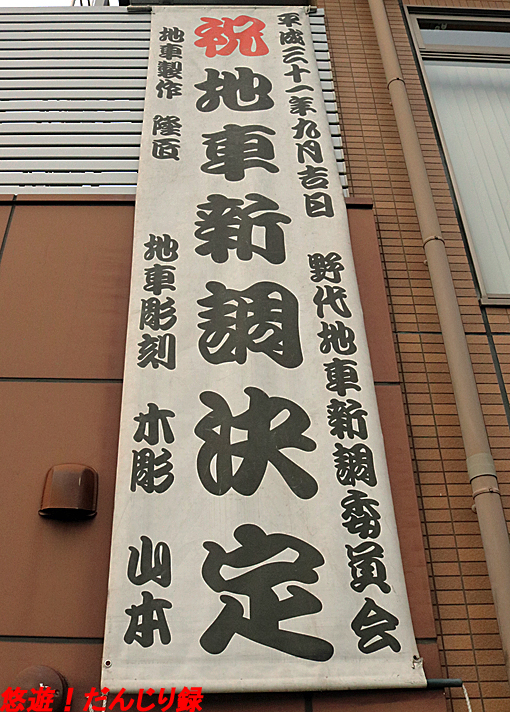 平成二十一年九月吉日 野代地車新調委員会
祝地車新調決定
地車製作 隆匠 地車彫刻 木彫 山本
悠遊！だんじり録